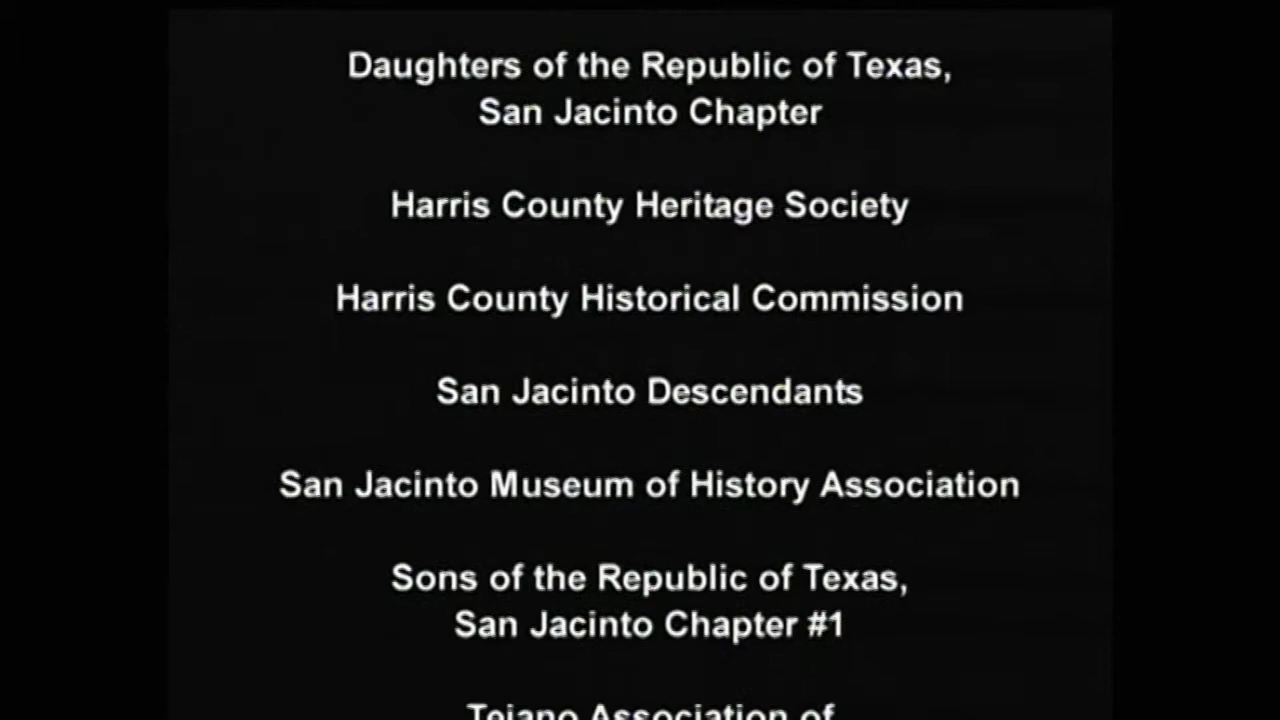 Daughters of the Republic of Texas,
San Jacinto Chapter
Harris County Heritage Society
Harris County Historical Commission
San Jacinto Descendants
San Jacinto Museum of History Association
Sons of the Republic of Texas,
San Jacinto Chapter #1
Tejano Association of